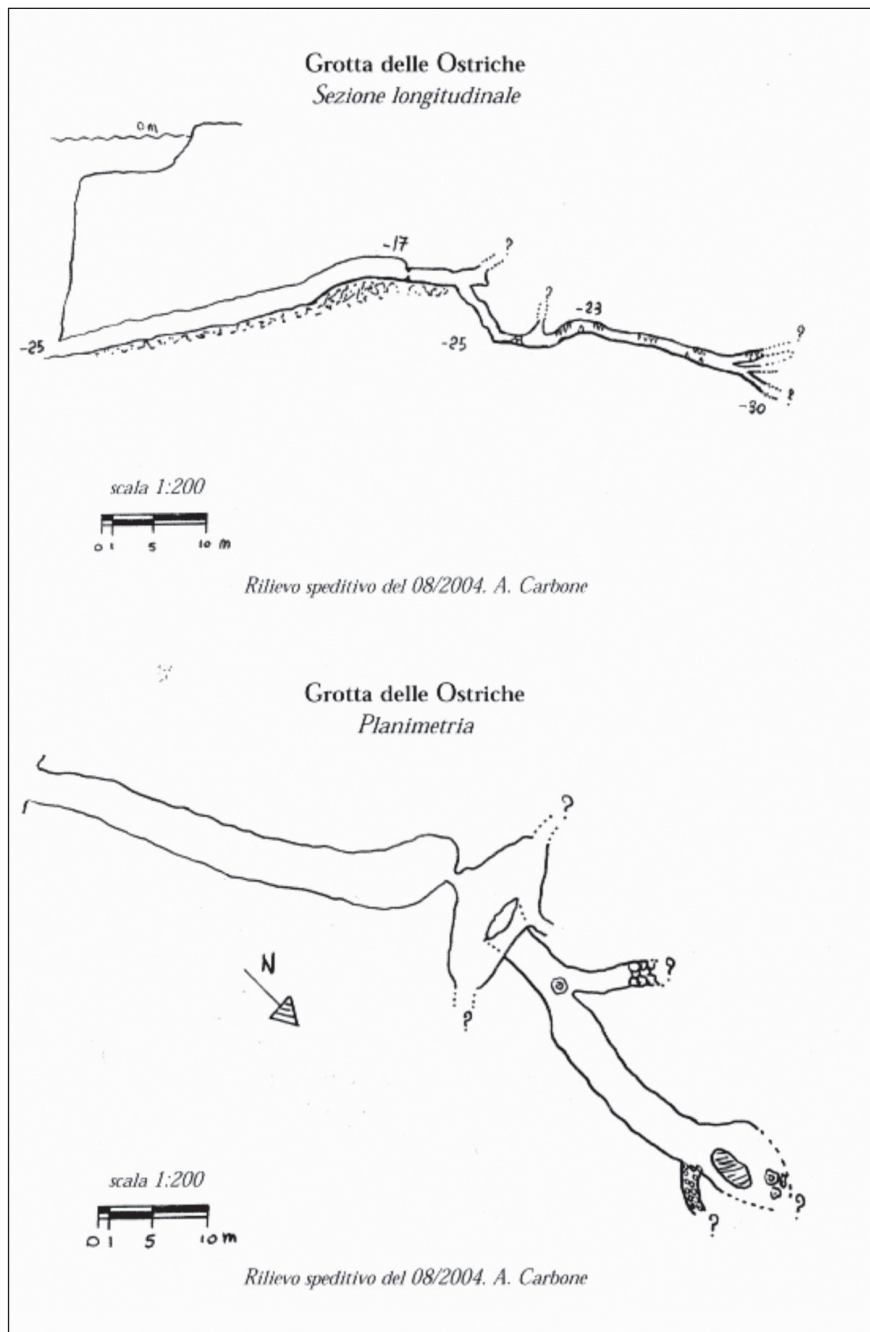 Grotta delle Ostriche
Sezione longitudinale
0 m
-17
?
?
-23
-25
-25
?
?
-30
scala 1:200
0 1 5 10 m
Rilievo speditivo del 08/2004. A. Carbone
Grotta delle Ostriche
Planimetria
?
?
N
?
?
?
scala 1:200
0 1 5 10 m
Rilievo speditivo del 08/2004. A. Carbone